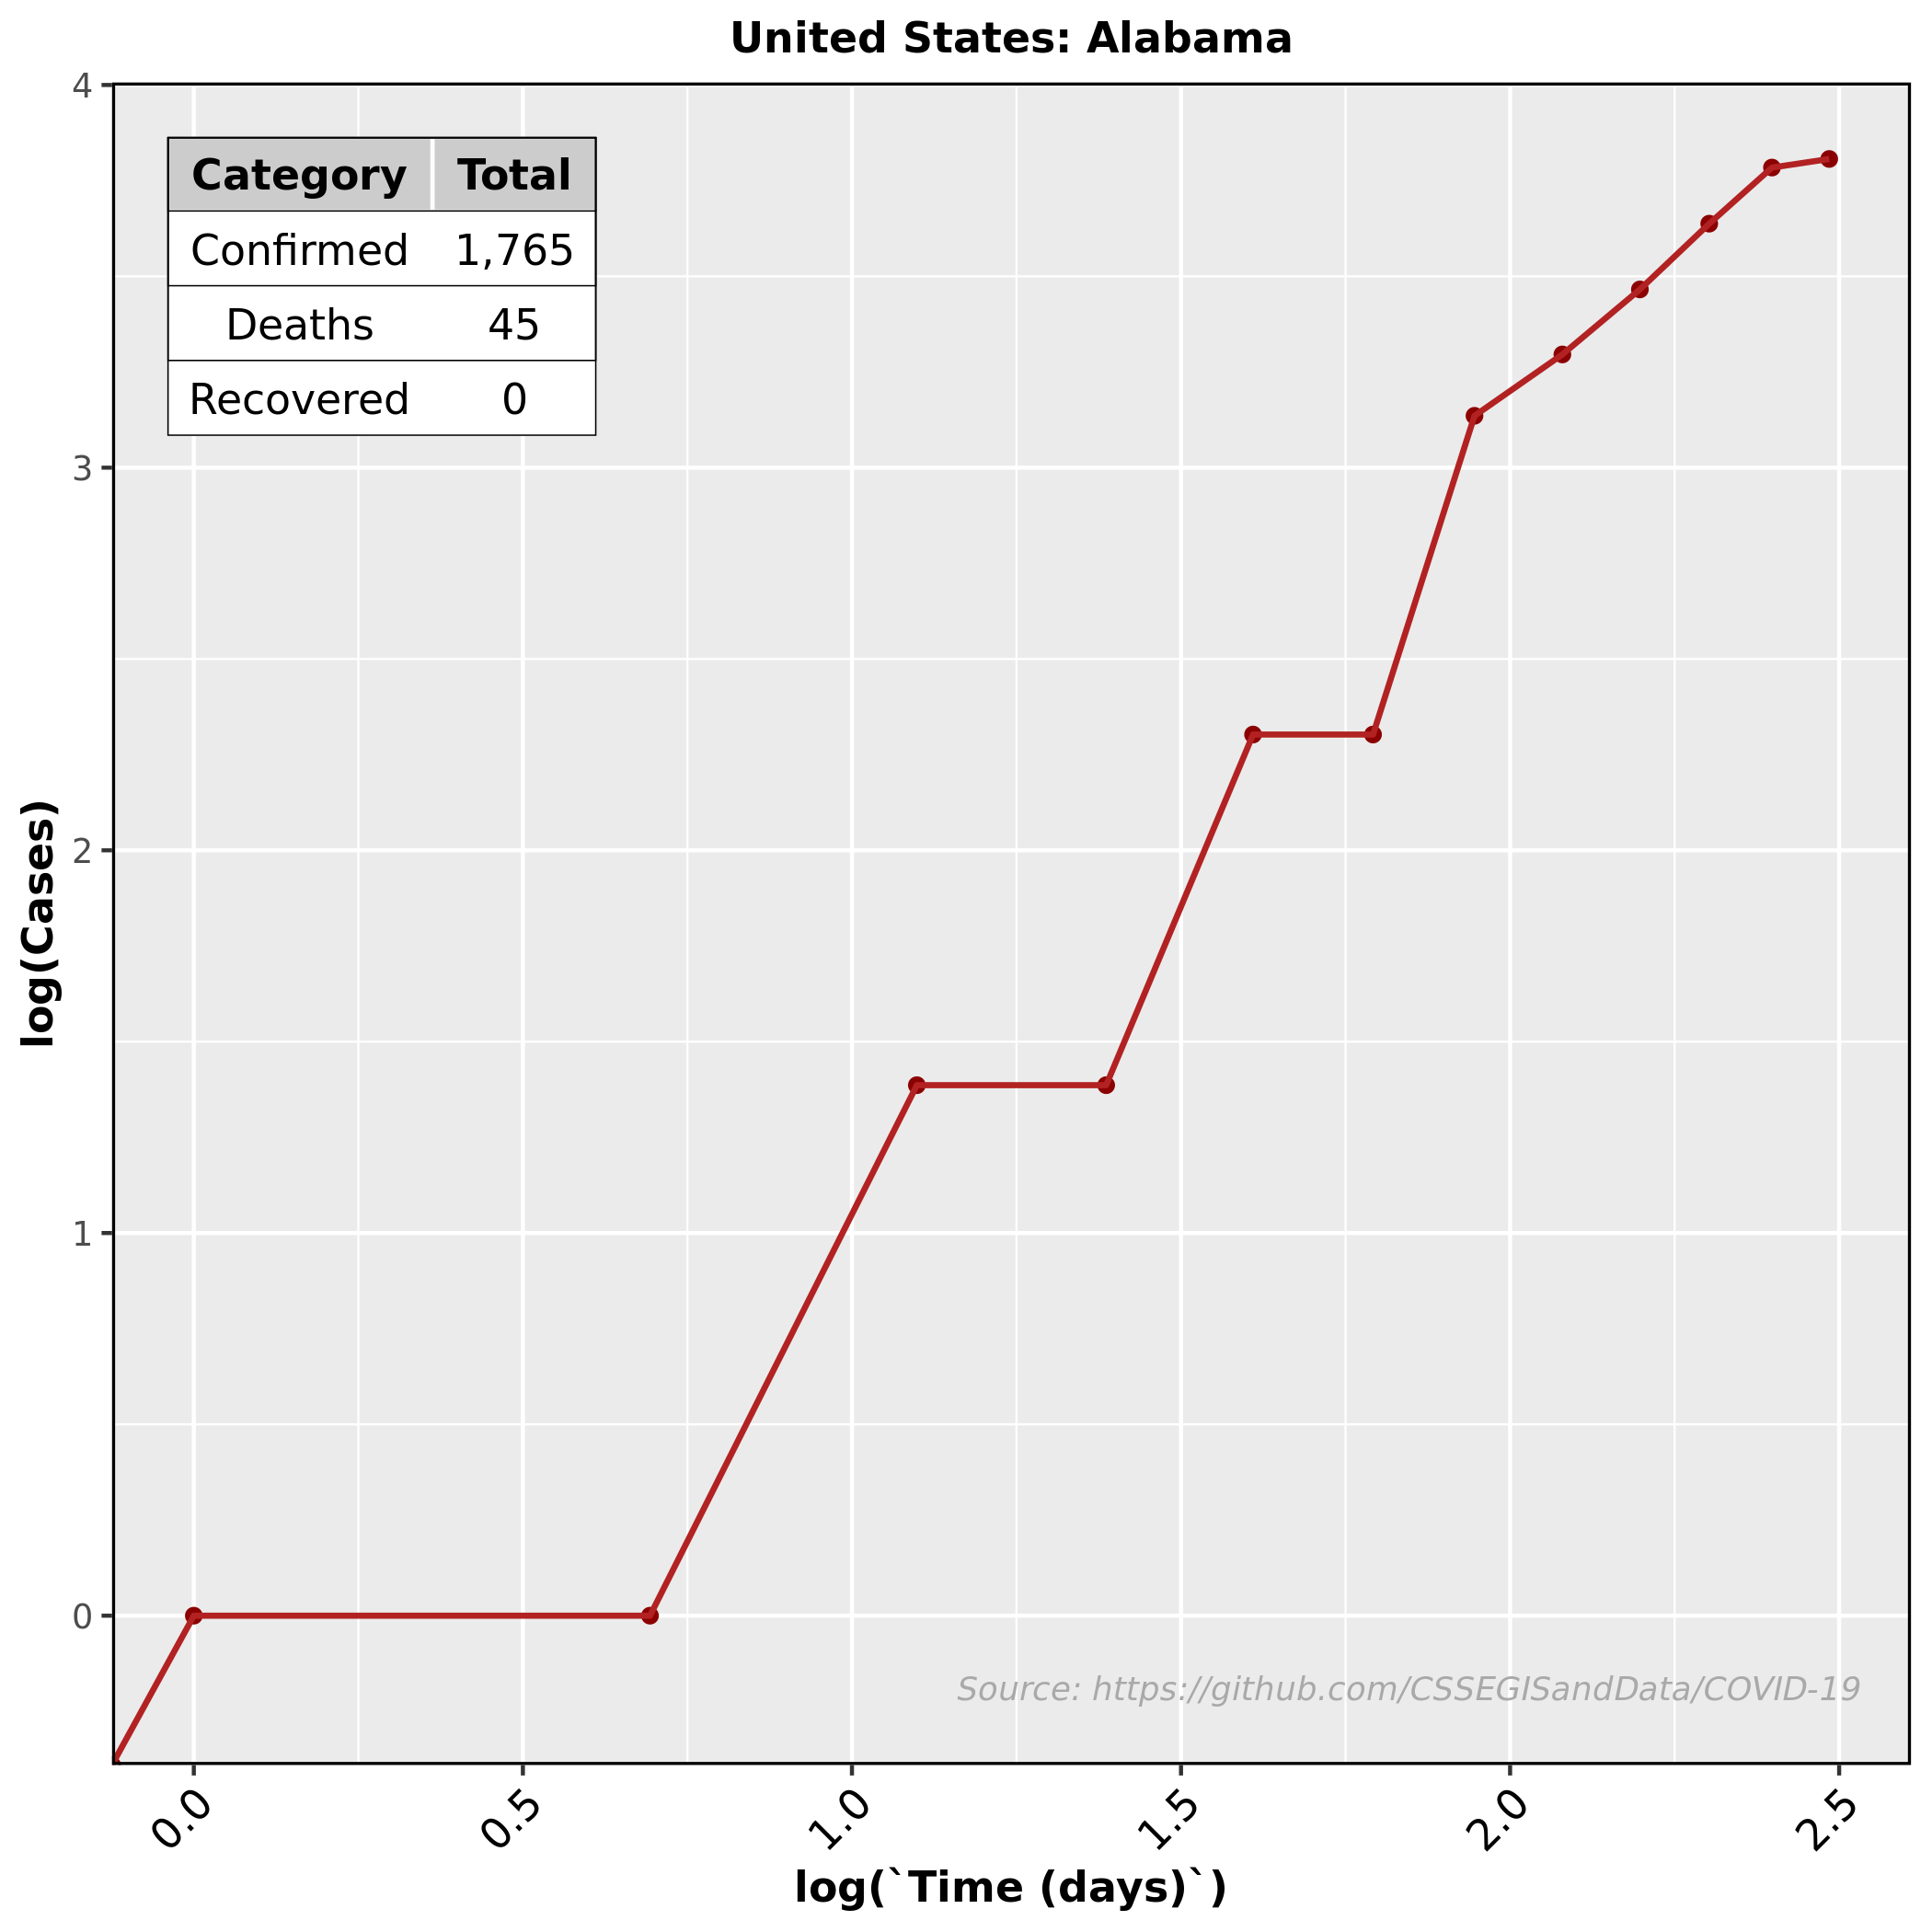 United States: Alabama
4
Category Total
Confirmed 1,765
Deaths 45
Recovered 0
3
2
1
0
log(Cases)
Source: https://github.com/CSSEGISandData/COVID-19
0.0 0.5 1.0 1.5 2.0 2.5
log(`Time (days)`)